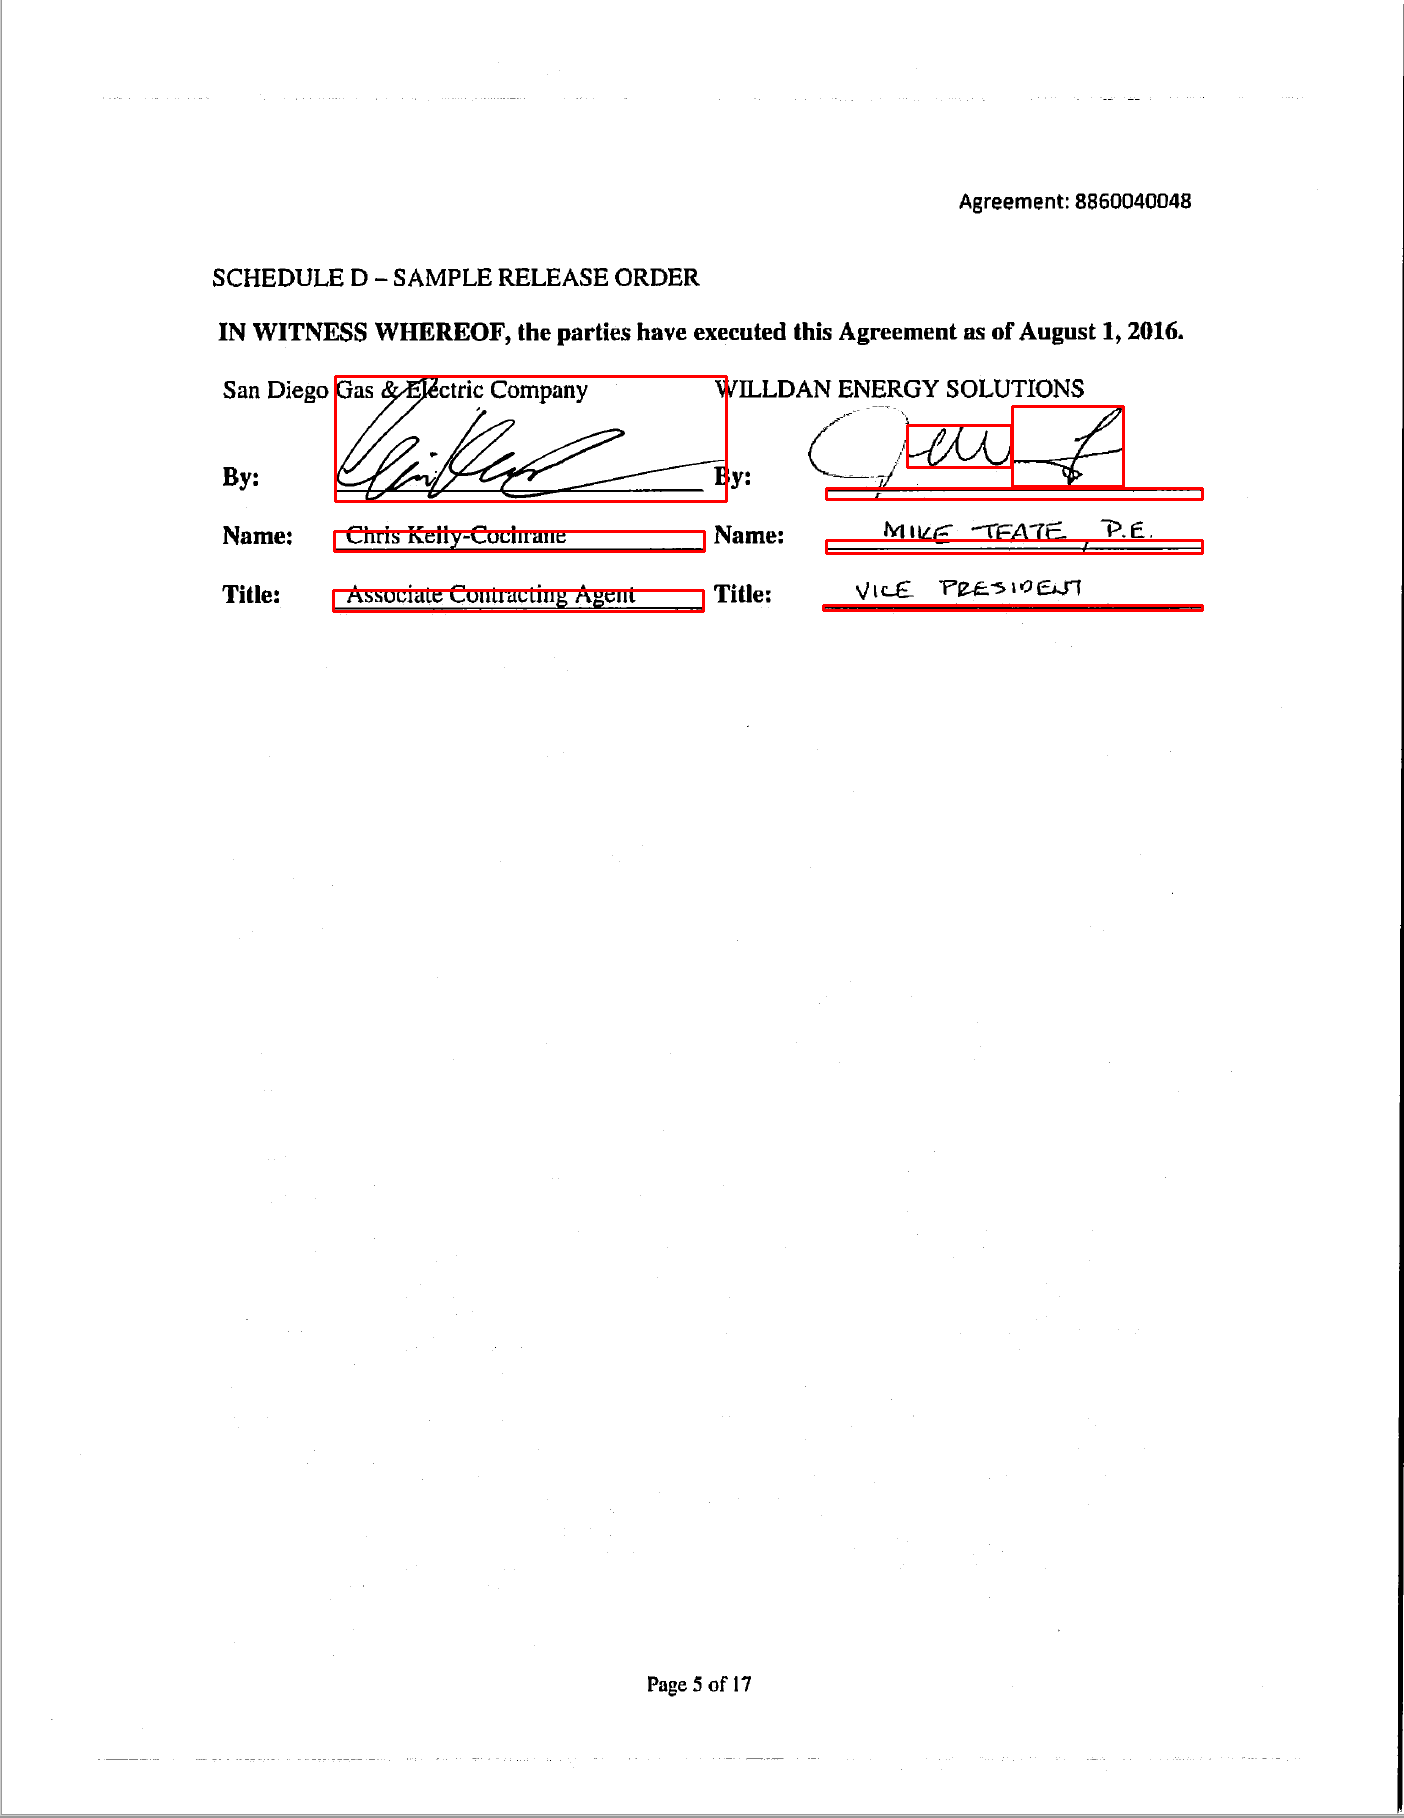 Agreement: 8860040048
SCHEDULE D – SAMPLE RELEASE ORDER
IN WITNESS WHEREOF, the parties have executed this Agreement as of August 1, 2016.
San Diego Gas & Electric Company WILLDAN ENERGY SOLUTIONS
By: By:
Name: Chris Kelly-Cochrane Name: MIKE TEATE, P.E.
Title: Associate Contracting Agent Title: VICE PRESIDENT
Page 5 of 17